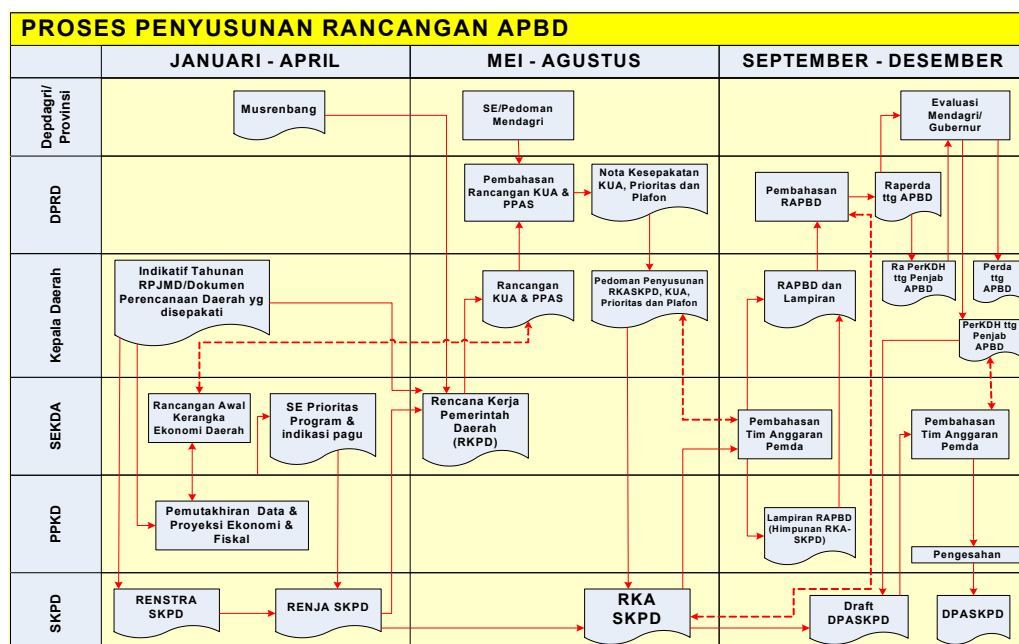 PROSES PENYUSUNAN RANCANGAN APBD
JANUARI - APRIL
MEI - AGUSTUS
SEPTEMBER - DESEMBER
Depdagri/
Provinsi
Musrenbang
SE/Pedoman
Mendagri
Evaluasi
Mendagri/
Gubernur
DPRD
Pembahasan
Rancangan KUA &
PPAS
Nota Kesepakatan
KUA, Prioritas dan
Plafon
Pembahasan
RAPBD
Raperda
ttg APBD
Kepala Daerah
Indikatif Tahunan
RPJMD/Dokumen
Perencanaan Daerah yg
disepakati
Rancangan
KUA & PPAS
Pedoman Penyusunan
RKASKPD, KUA,
Prioritas dan Plafon
RAPBD dan
Lampiran
Ra PerKDH
ttg Penjab
APBD
Perda
ttg
APBD
PerKDH ttg
Penjab
APBD
SEKDA
Rancangan Awal
Kerangka
Ekonomi Daerah
SE Prioritas
Program &
indikasi pagu
Rencana Kerja
Pemerintah
Daerah
(RKPD)
Pembahasan
Tim Anggaran
Pemda
Pembahasan
Tim Anggaran
Pemda
PPKD
Pemutakhiran Data &
Proyeksi Ekonomi &
Fiskal
Lampiran RAPBD
(Himpunan RKA-
SKPD)
Pengesahan
SKPD
RENSTRA
SKPD
RENJA SKPD
RKA
SKPD
Draft
DPASKPD
DPASKPD